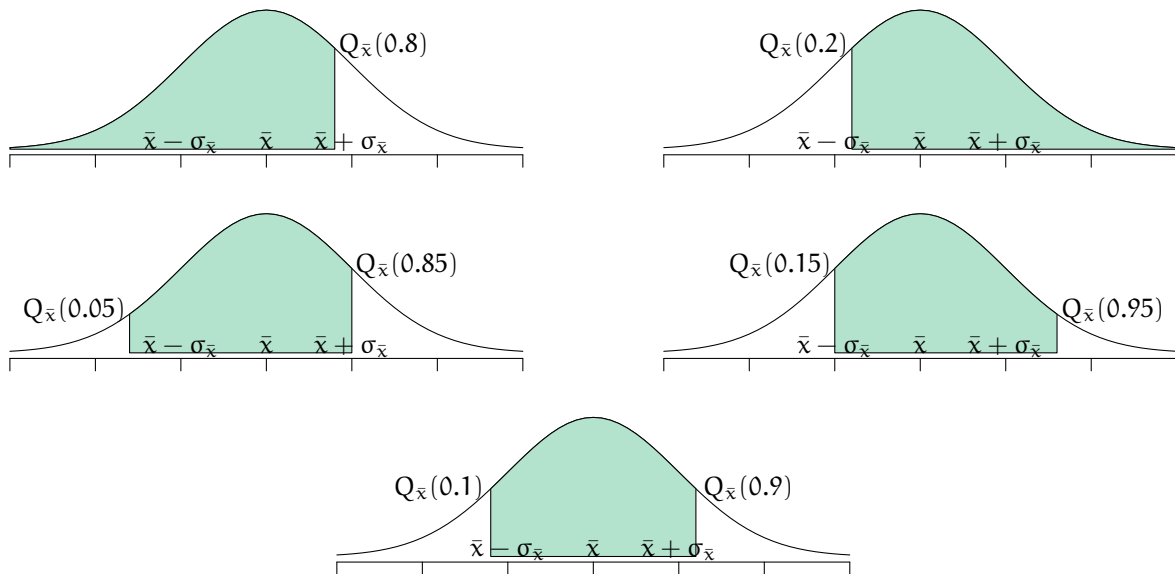 Q_x̄(0.8)
x̄ − σ_x̄ x̄ x̄ + σ_x̄
Q_x̄(0.2)
x̄ − σ_x̄ x̄ x̄ + σ_x̄
Q_x̄(0.85)
Q_x̄(0.05)
x̄ − σ_x̄ x̄ x̄ + σ_x̄
Q_x̄(0.15)
Q_x̄(0.95)
x̄ − σ_x̄ x̄ x̄ + σ_x̄
Q_x̄(0.1) Q_x̄(0.9)
x̄ − σ_x̄ x̄ x̄ + σ_x̄